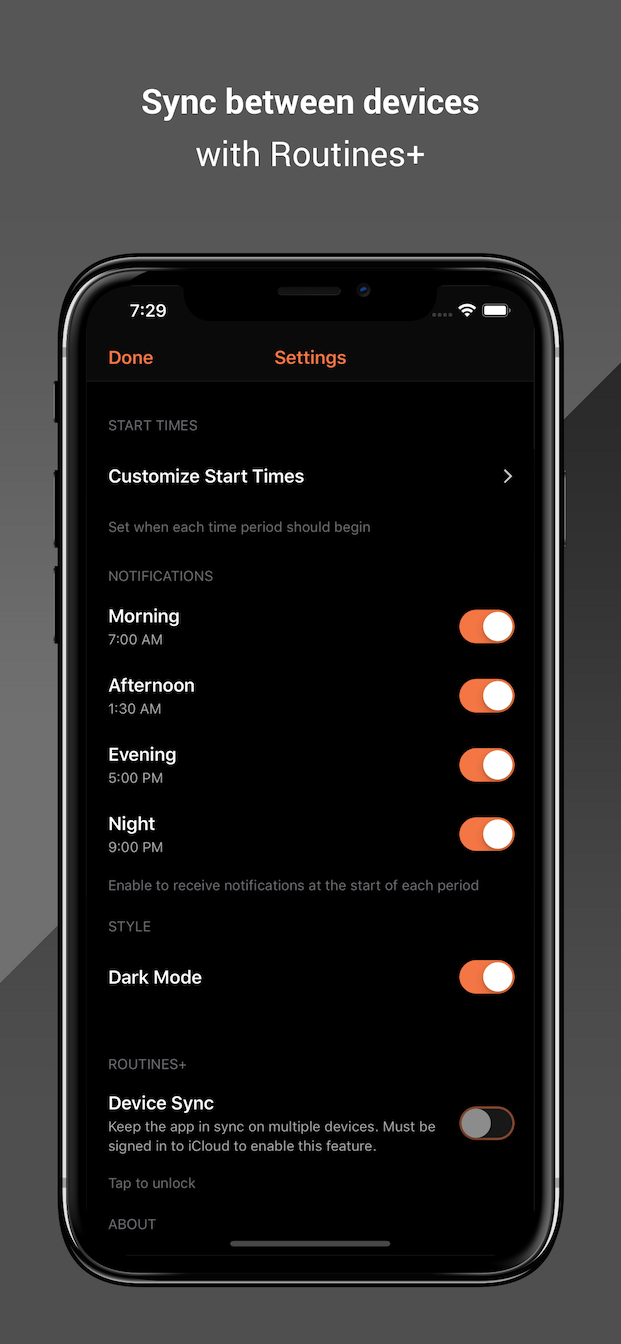 Sync between devices
with Routines+
7:29
Done
Settings
START TIMES
Customize Start Times
Set when each time period should begin
NOTIFICATIONS
Morning
7:00 AM
Afternoon
1:30 AM
Evening
5:00 PM
Night
9:00 PM
Enable to receive notifications at the start of each period
STYLE
Dark Mode
ROUTINES+
Device Sync
Keep the app in sync on multiple devices. Must be
signed in to iCloud to enable this feature.
Tap to unlock
ABOUT